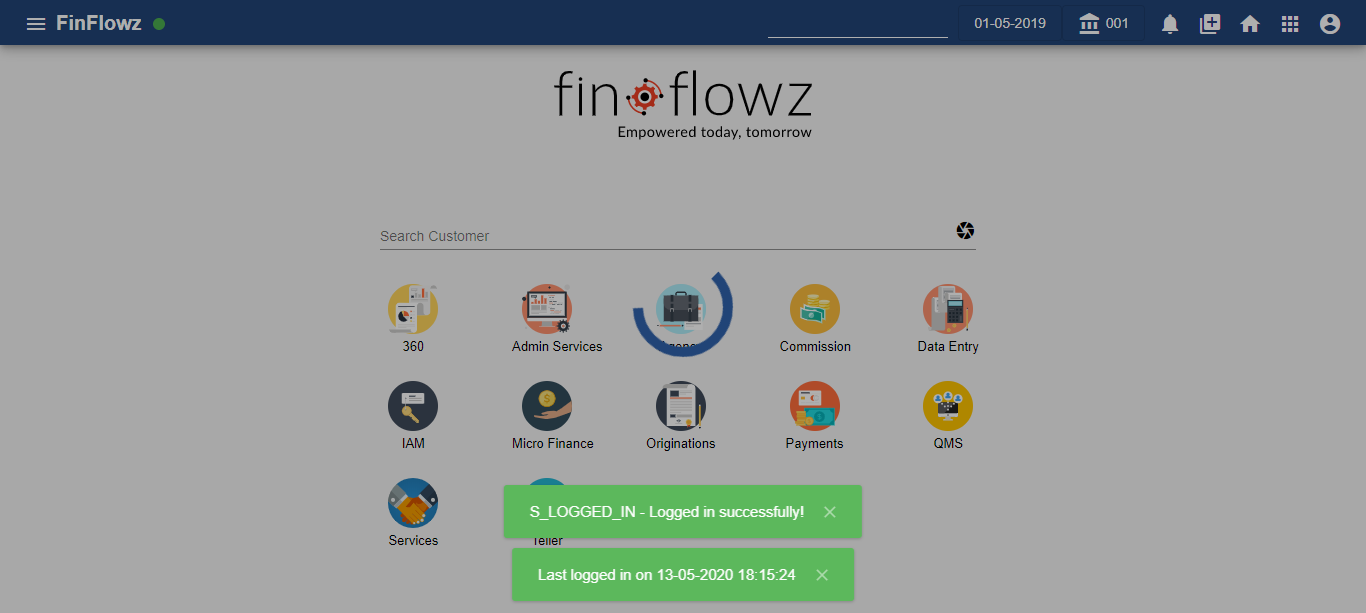 FinFlowz
01-05-2019
001
fin flowz
Empowered today, tomorrow
Search Customer
360
Admin Services
Commission
Data Entry
IAM
Micro Finance
Originations
Payments
QMS
Services
Teller
S_LOGGED_IN - Logged in successfully!
Last logged in on 13-05-2020 18:15:24